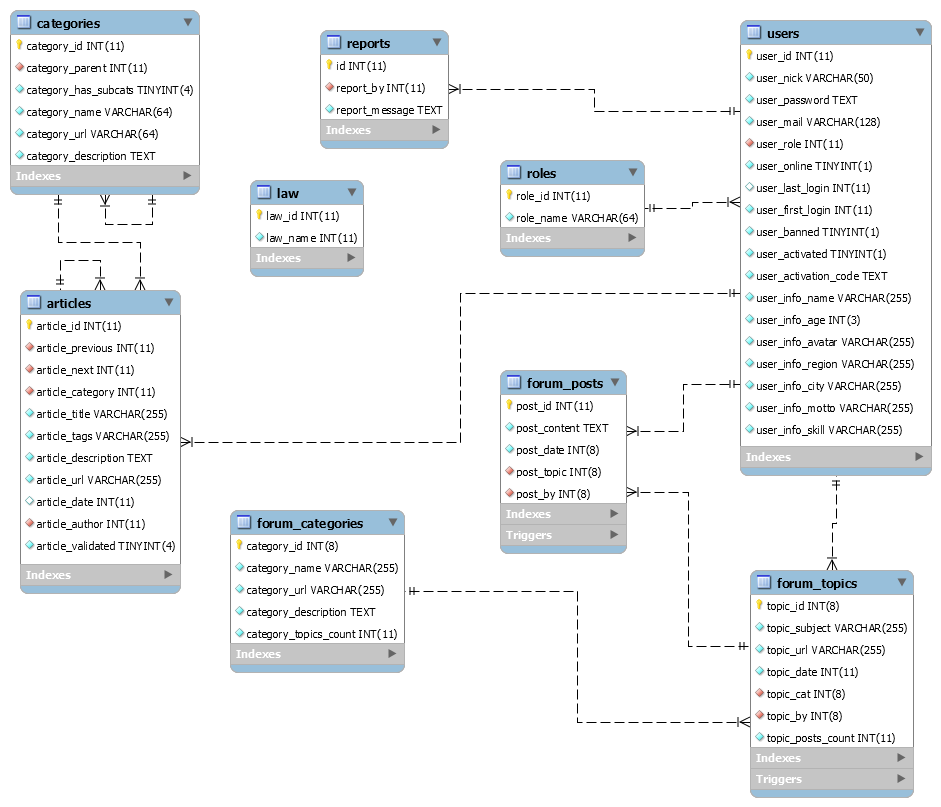 categories
category_id INT(11)
category_parent INT(11)
category_has_subcats TINYINT(4)
category_name VARCHAR(64)
category_url VARCHAR(64)
category_description TEXT
Indexes
reports
id INT(11)
report_by INT(11)
report_message TEXT
Indexes
users
user_id INT(11)
user_nick VARCHAR(50)
user_password TEXT
user_mail VARCHAR(128)
user_role INT(11)
user_online TINYINT(1)
user_last_login INT(11)
user_first_login INT(11)
user_banned TINYINT(1)
user_activated TINYINT(1)
user_activation_code TEXT
user_info_name VARCHAR(255)
user_info_age INT(3)
user_info_avatar VARCHAR(255)
user_info_region VARCHAR(255)
user_info_city VARCHAR(255)
user_info_motto VARCHAR(255)
user_info_skill VARCHAR(255)
Indexes
law
law_id INT(11)
law_name INT(11)
Indexes
roles
role_id INT(11)
role_name VARCHAR(64)
Indexes
articles
article_id INT(11)
article_previous INT(11)
article_next INT(11)
article_category INT(11)
article_title VARCHAR(255)
article_tags VARCHAR(255)
article_description TEXT
article_url VARCHAR(255)
article_date INT(11)
article_author INT(11)
article_validated TINYINT(4)
Indexes
forum_posts
post_id INT(11)
post_content TEXT
post_date INT(8)
post_topic INT(8)
post_by INT(8)
Indexes
Triggers
forum_categories
category_id INT(8)
category_name VARCHAR(255)
category_url VARCHAR(255)
category_description TEXT
category_topics_count INT(11)
Indexes
forum_topics
topic_id INT(8)
topic_subject VARCHAR(255)
topic_url VARCHAR(255)
topic_date INT(11)
topic_cat INT(8)
topic_by INT(8)
topic_posts_count INT(11)
Indexes
Triggers